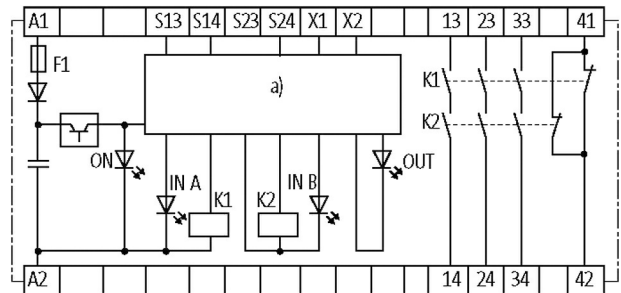 A1 S13 S14 S23 S24 X1 X2 13 23 33 41
F1
a)
K1
K2
ON
OUT
IN A
K1
K2
IN B
A2 14 24 34 42